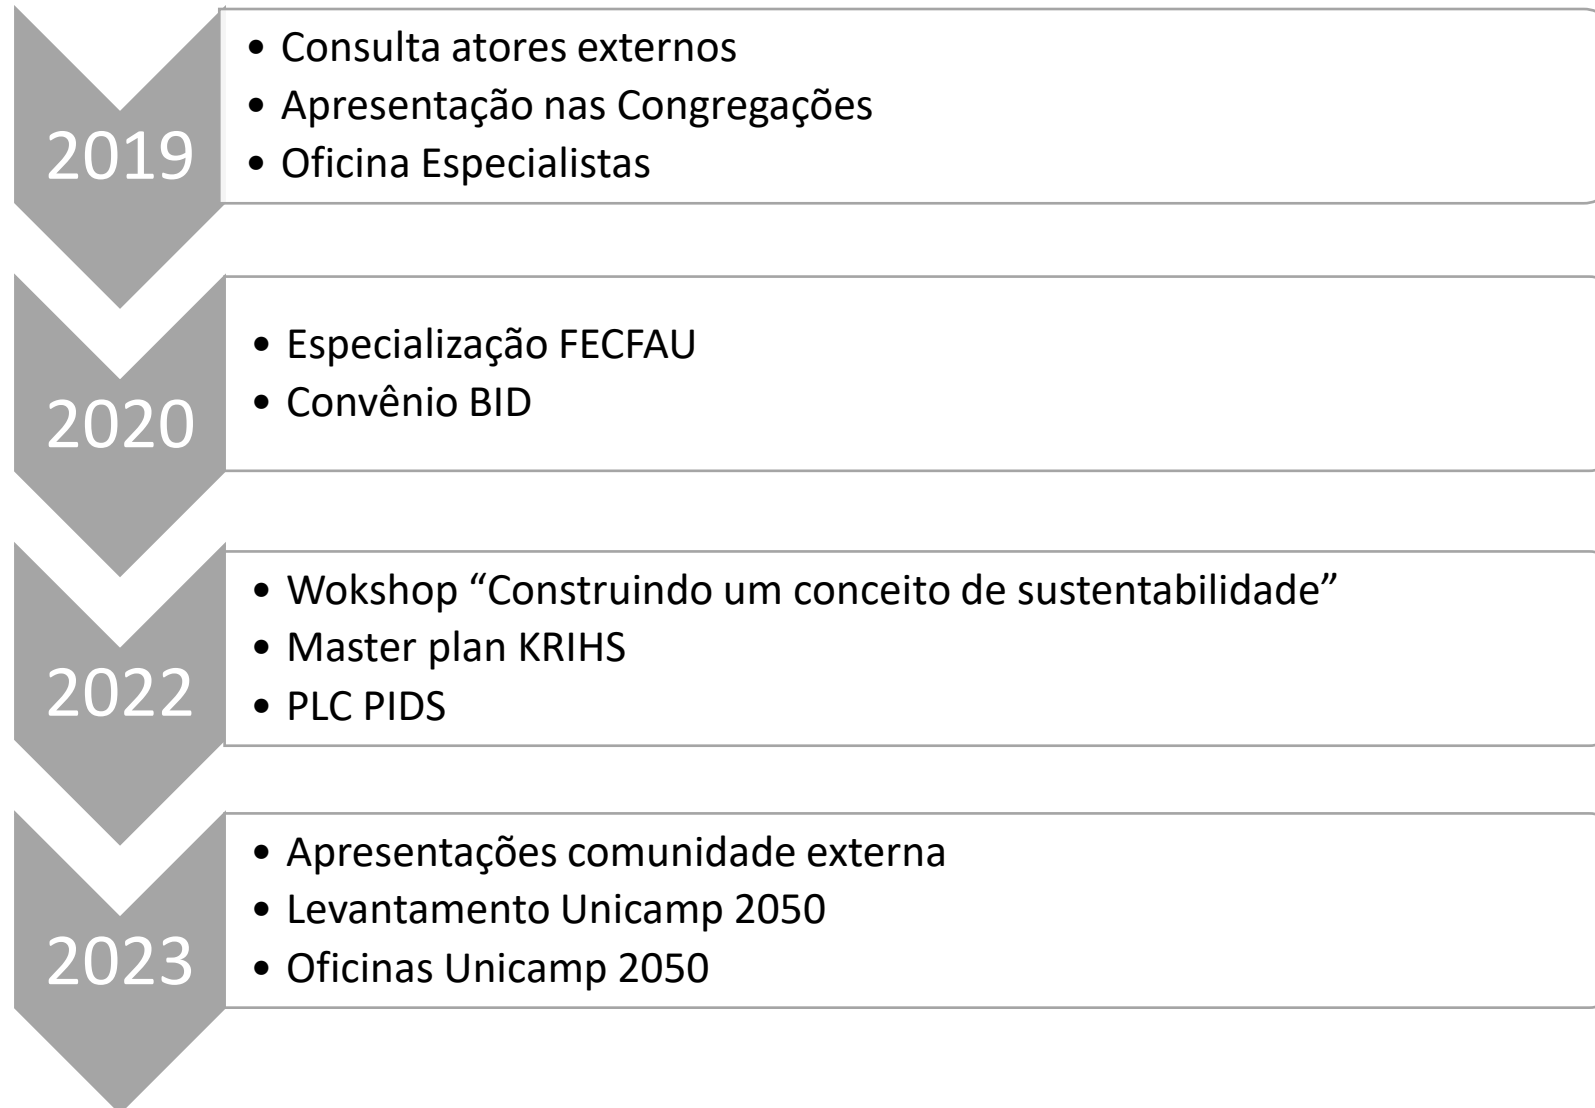 2019
• Consulta atores externos
• Apresentação nas Congregações
• Oficina Especialistas
2020
• Especialização FECFAU
• Convênio BID
2022
• Wokshop “Construindo um conceito de sustentabilidade”
• Master plan KRIHS
• PLC PIDS
2023
• Apresentações comunidade externa
• Levantamento Unicamp 2050
• Oficinas Unicamp 2050